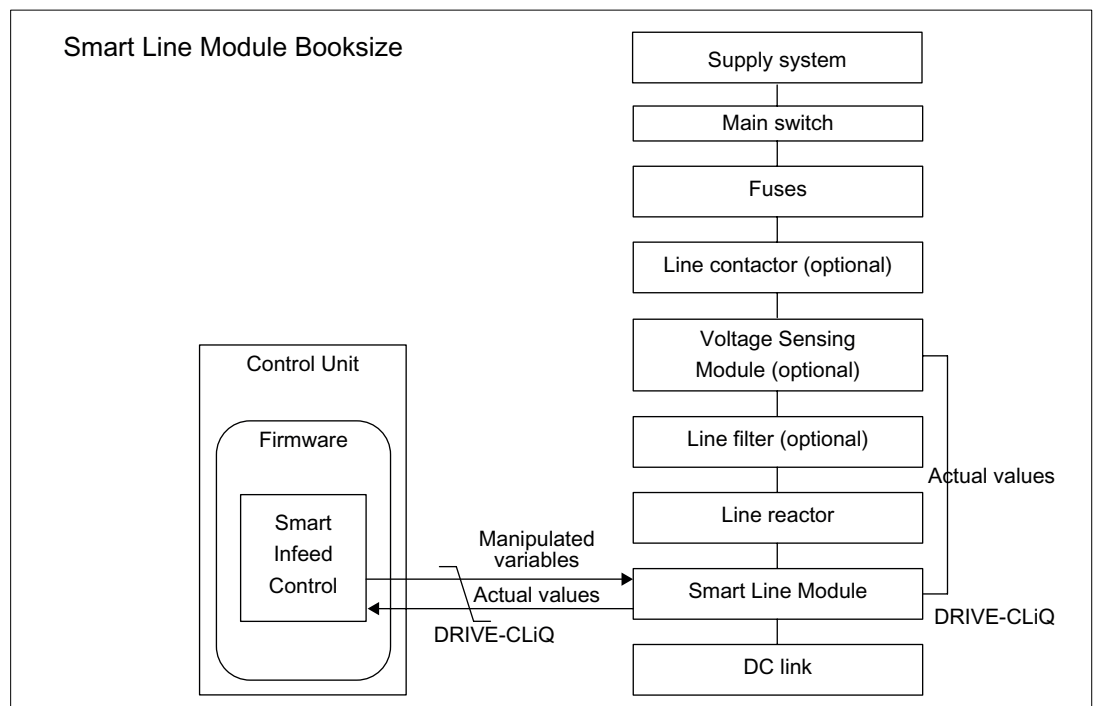 Smart Line Module Booksize
Supply system
Main switch
Fuses
Line contactor (optional)
Voltage Sensing
Module (optional)
Line filter (optional)
Line reactor
Smart Line Module
DC link
Actual values
DRIVE-CLiQ
Control Unit
Firmware
Smart
Infeed
Control
Manipulated
variables
Actual values
DRIVE-CLiQ